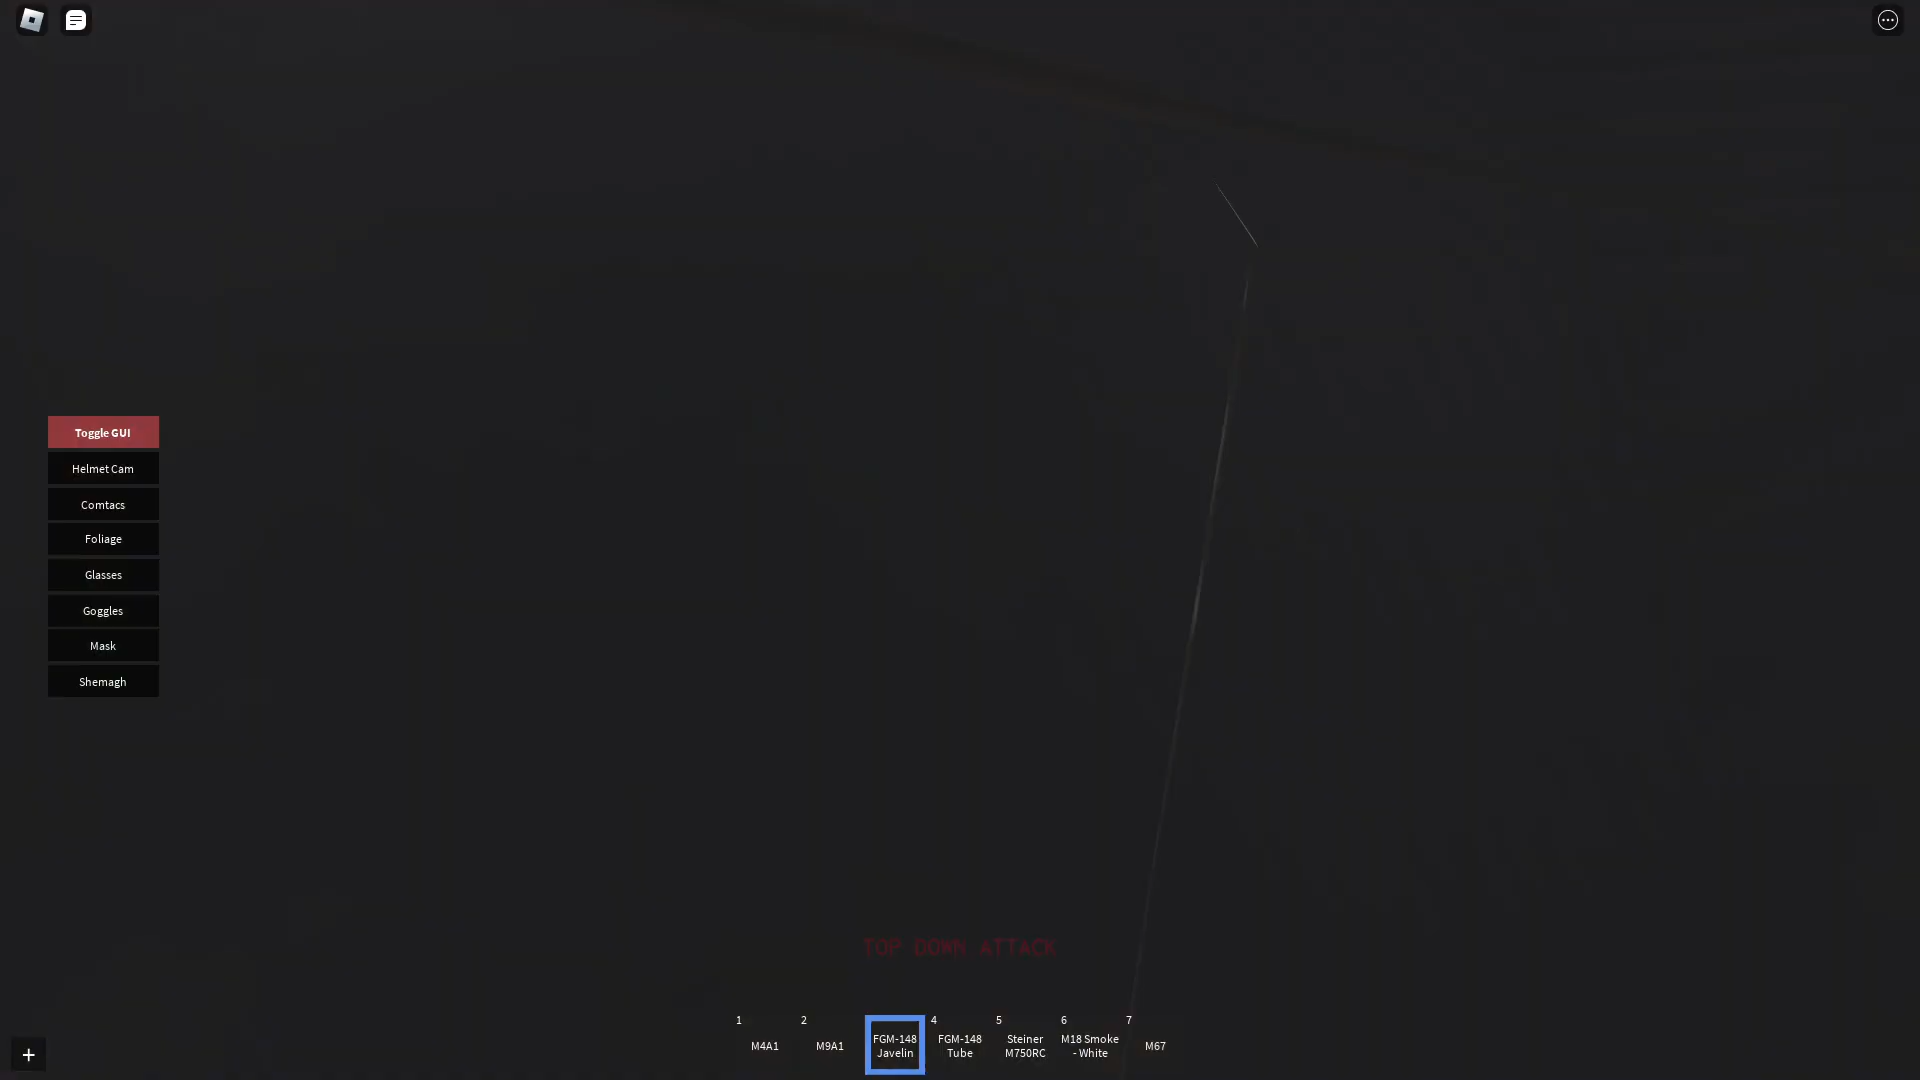 Toggle GUI
Helmet Cam
Comtacs
Foliage
Glasses
Goggles
Mask
Shemagh
TOP DOWN ATTACK
1 2 4 5 6 7
M4A1
M9A1
FGM-148
Javelin
FGM-148
Tube
Steiner
M750RC
M18 Smoke
- White
M67
+